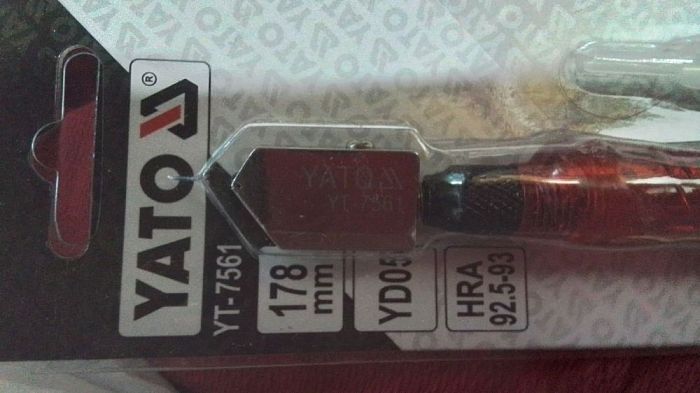 YATO
®
YT-7561
178
mm
YD05
HRA
92.5-93
YATO
YT-7561